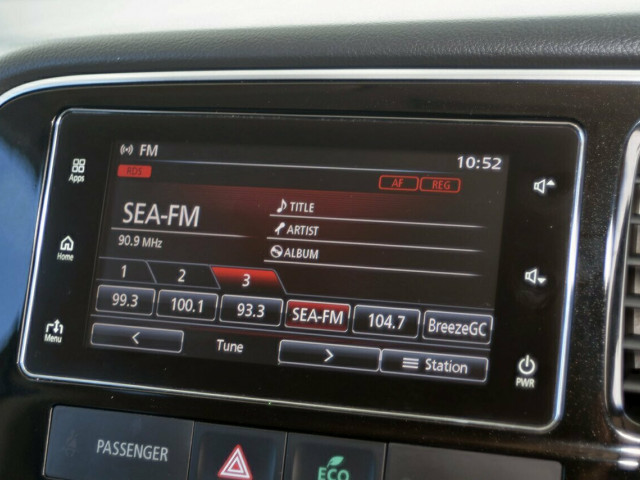 FM
10:52
RDS
AF REG
Apps
SEA-FM
TITLE
ARTIST
90.9 MHz
ALBUM
Home
1 2 3
99.3 100.1 93.3 SEA-FM 104.7 BreezeGC
Menu
< Tune > Station
PWR
PASSENGER
ECO